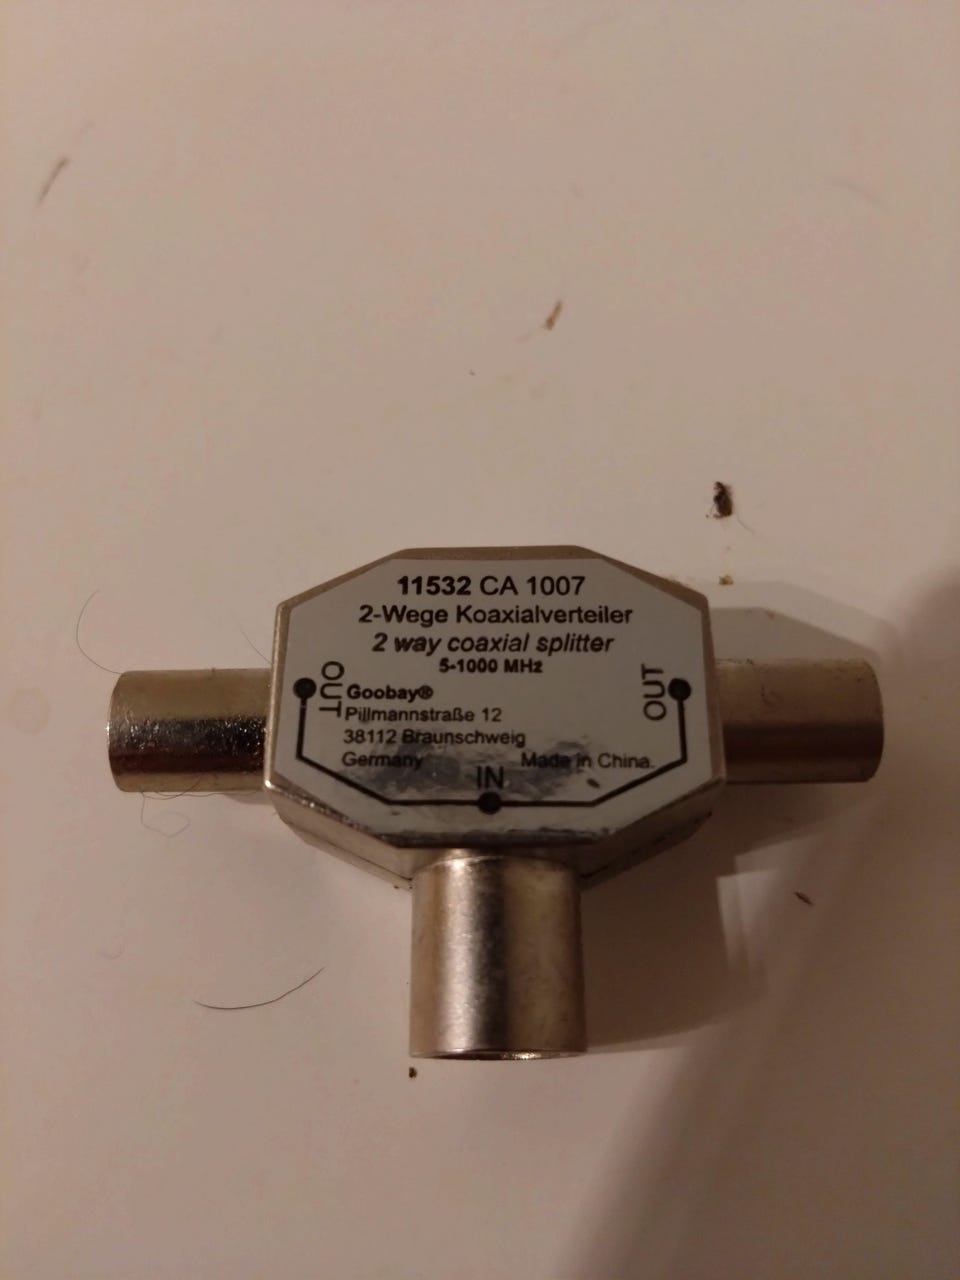 11532 CA 1007
2-Wege Koaxialverteiler
2 way coaxial splitter
5-1000 MHz
OUT
OUT
Goobay®
Pillmannstraße 12
38112 Braunschweig
Germany Made in China.
IN